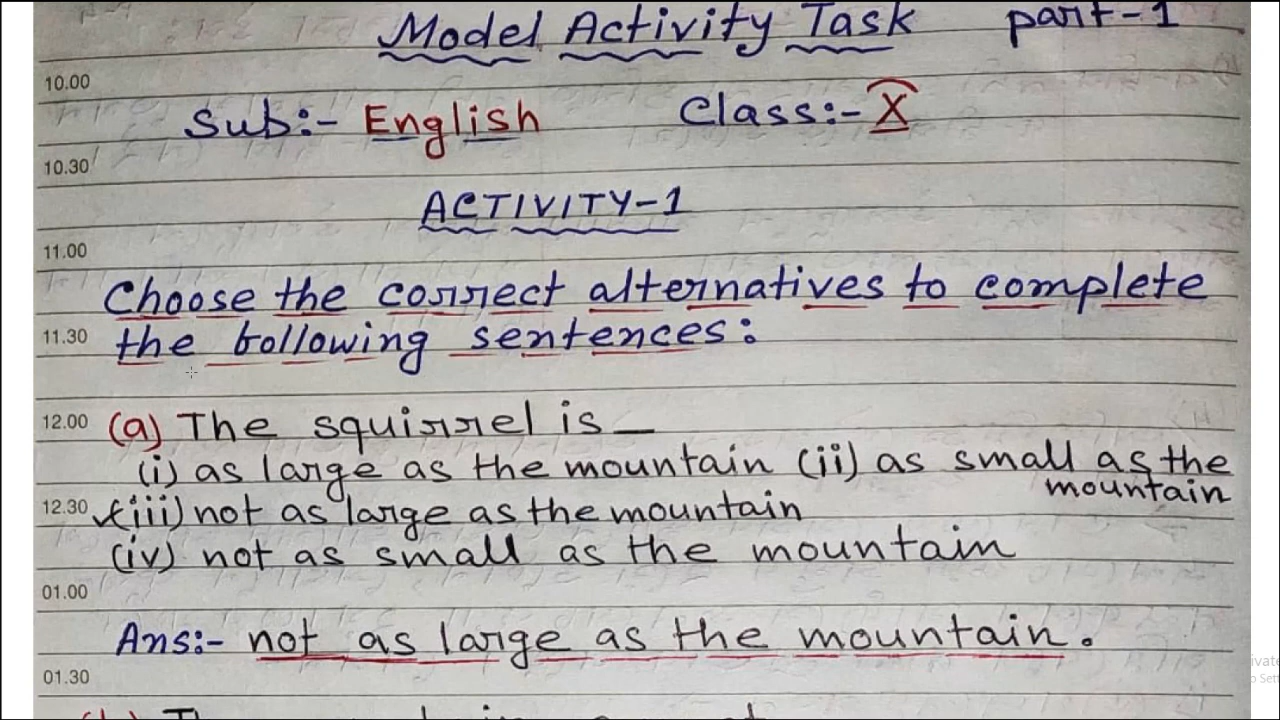 Model Activity Task part-1
10.00
Sub:- English Class:- X
10.30
ACTIVITY-1
11.00
Choose the correct alternatives to complete
11.30 the following sentences:
12.00 (a) The squirrel is _
(i) as large as the mountain (ii) as small as the
mountain
12.30 ✓(iii) not as large as the mountain
(iv) not as small as the mountain
01.00
Ans:- not as large as the mountain.
01.30